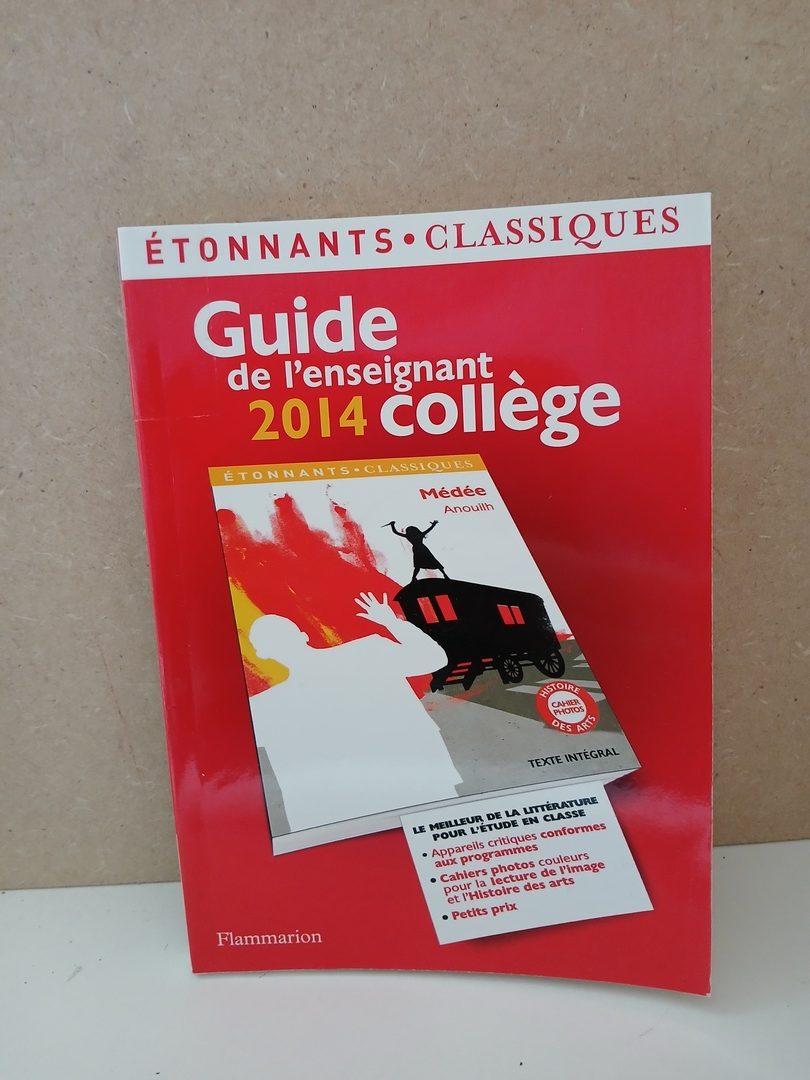 ÉTONNANTS • CLASSIQUES
Guide
de l'enseignant
2014 collège
ÉTONNANTS • CLASSIQUES
Médée
Anouilh
HISTOIRE
CAHIER
PHOTOS
DES ARTS
TEXTE INTÉGRAL
LE MEILLEUR DE LA LITTÉRATURE
POUR L'ÉTUDE EN CLASSE
• Appareils critiques conformes
aux programmes
• Cahiers photos couleurs
pour la lecture de l'image
et l'Histoire des arts
• Petits prix
Flammarion